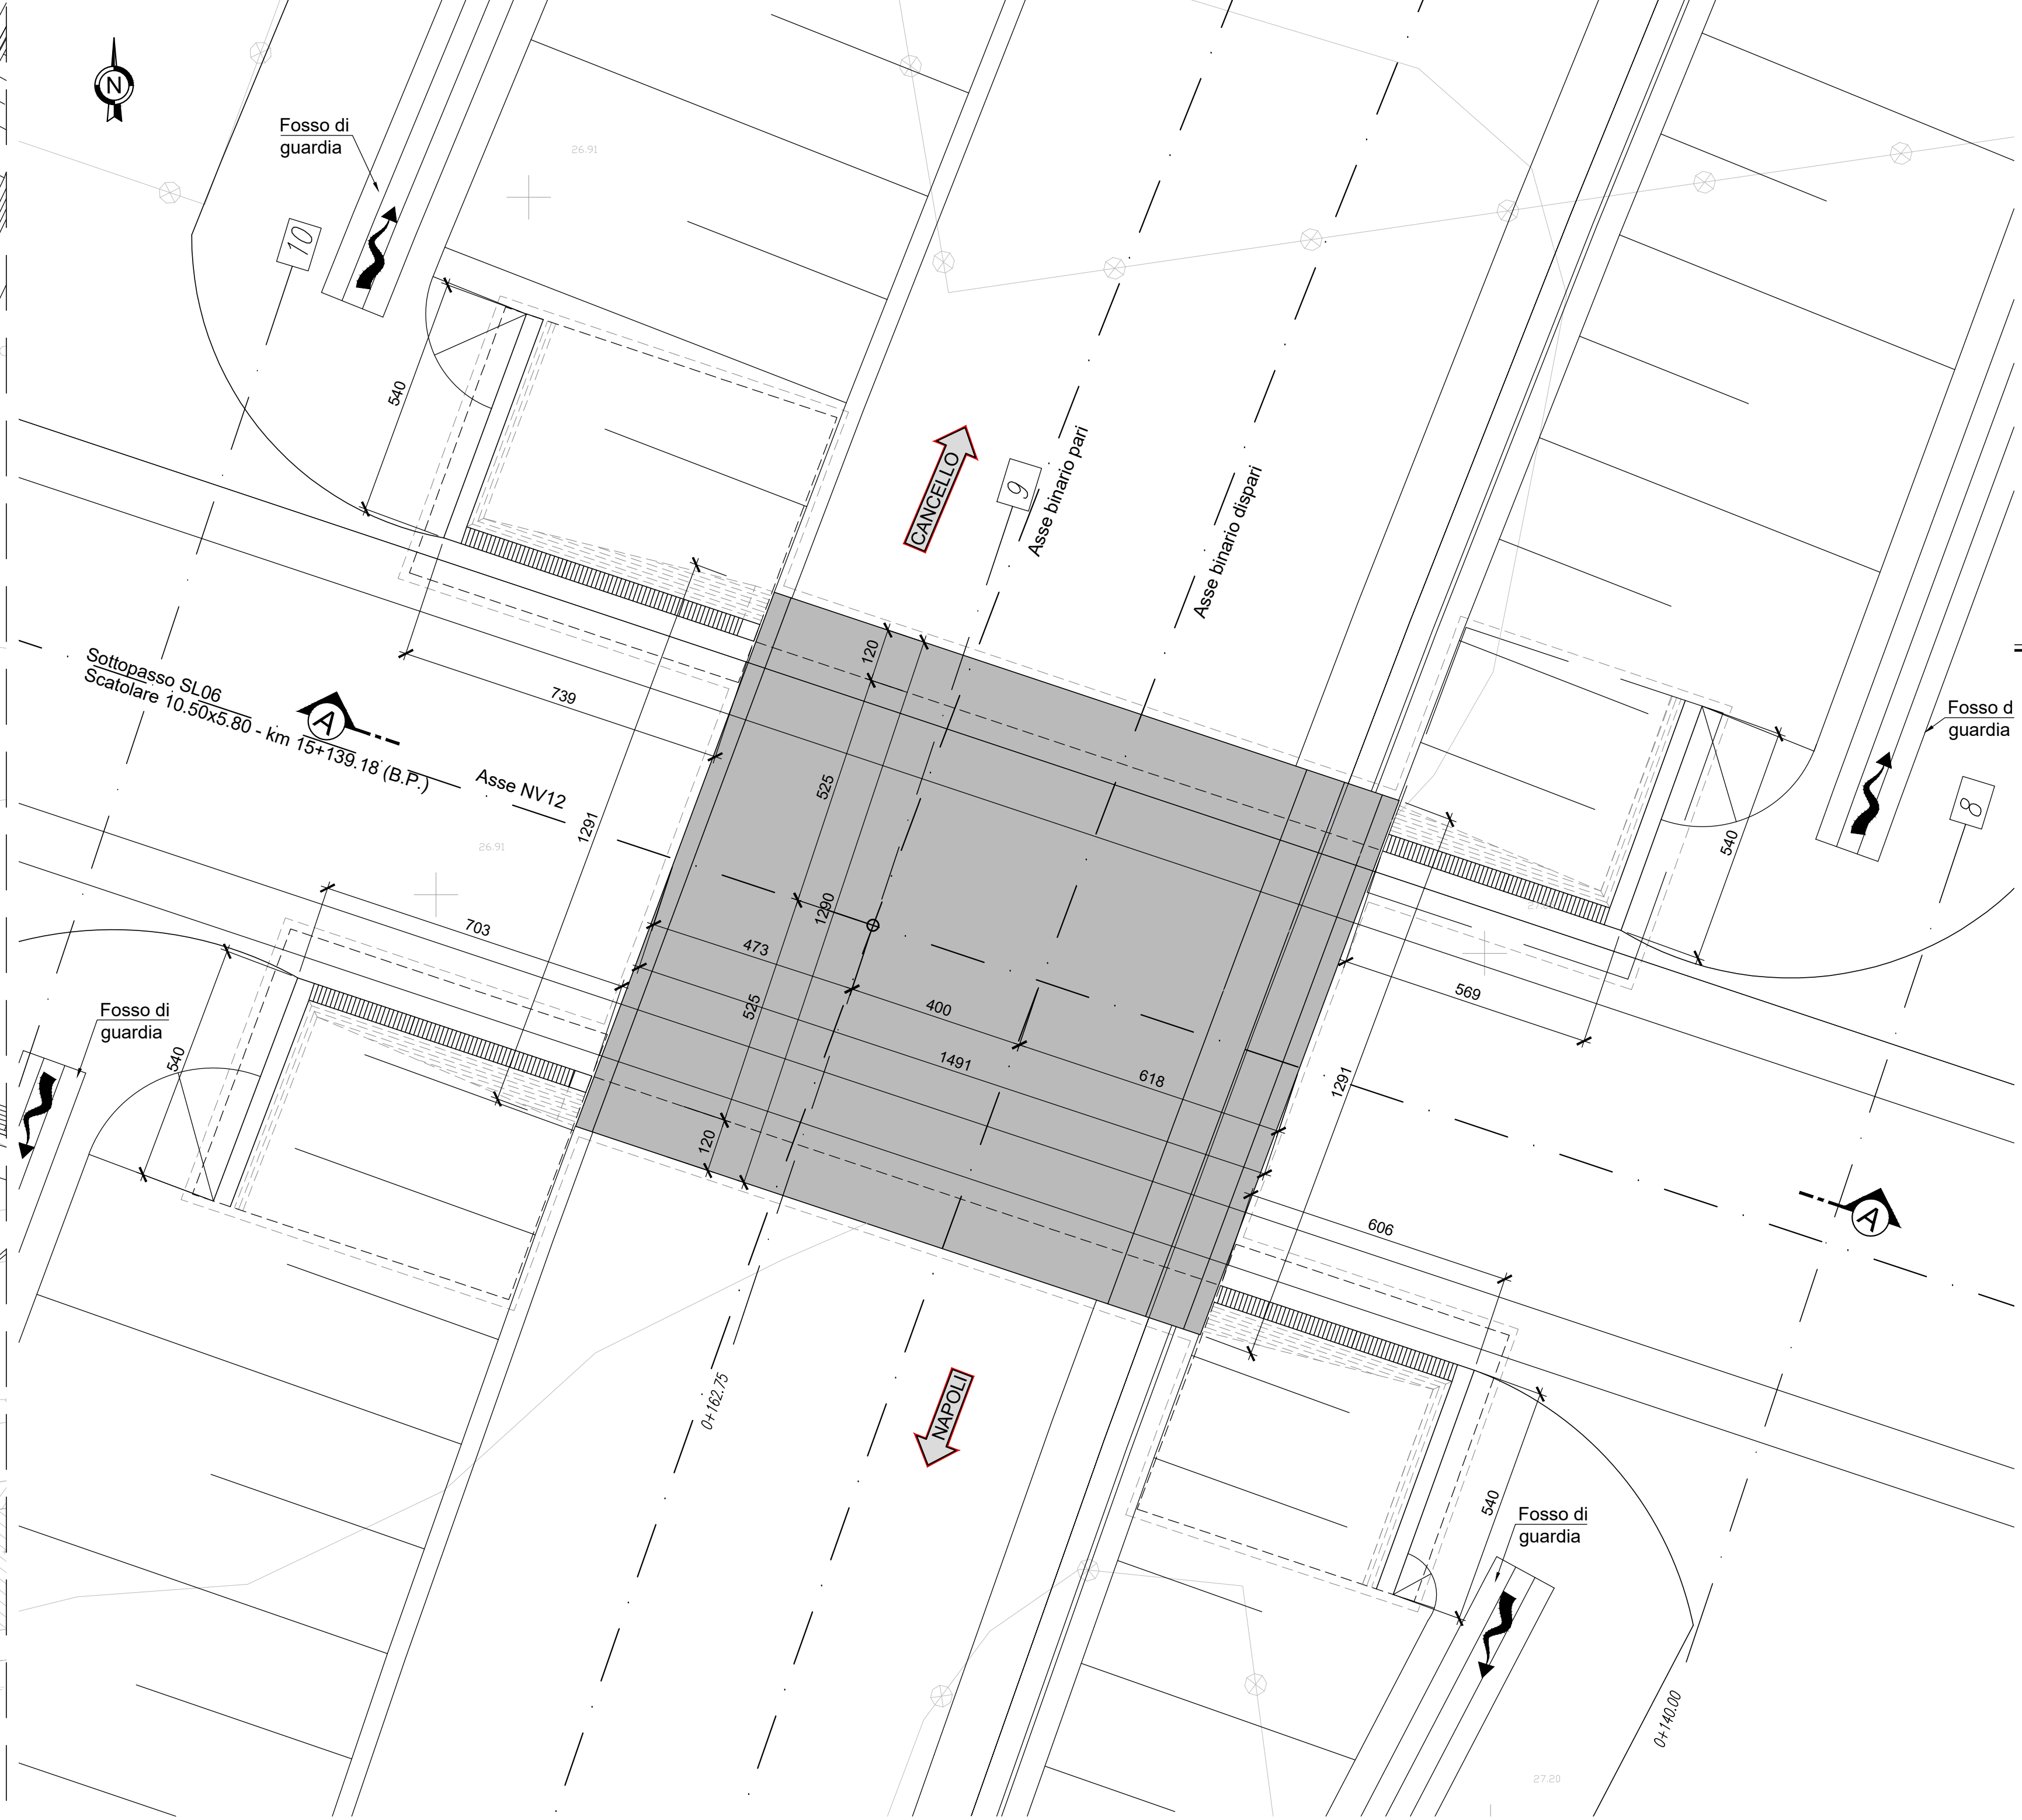 N
Fosso di
guardia
26.91
10
540
CANCELLO
9
Asse binario pari
Asse binario dispari
Sottopasso SL06
Scatolare 10.50x5.80 - km 15+139.18 (B.P.)
A
Asse NV12
739
120
525
1291
1290
26.91
703
473
525
400
1491
618
120
540
Fosso di
guardia
Fosso d
guardia
8
540
569
1291
606
A
0+162.75
NAPOLI
540
Fosso di
guardia
0+140.00
27.20